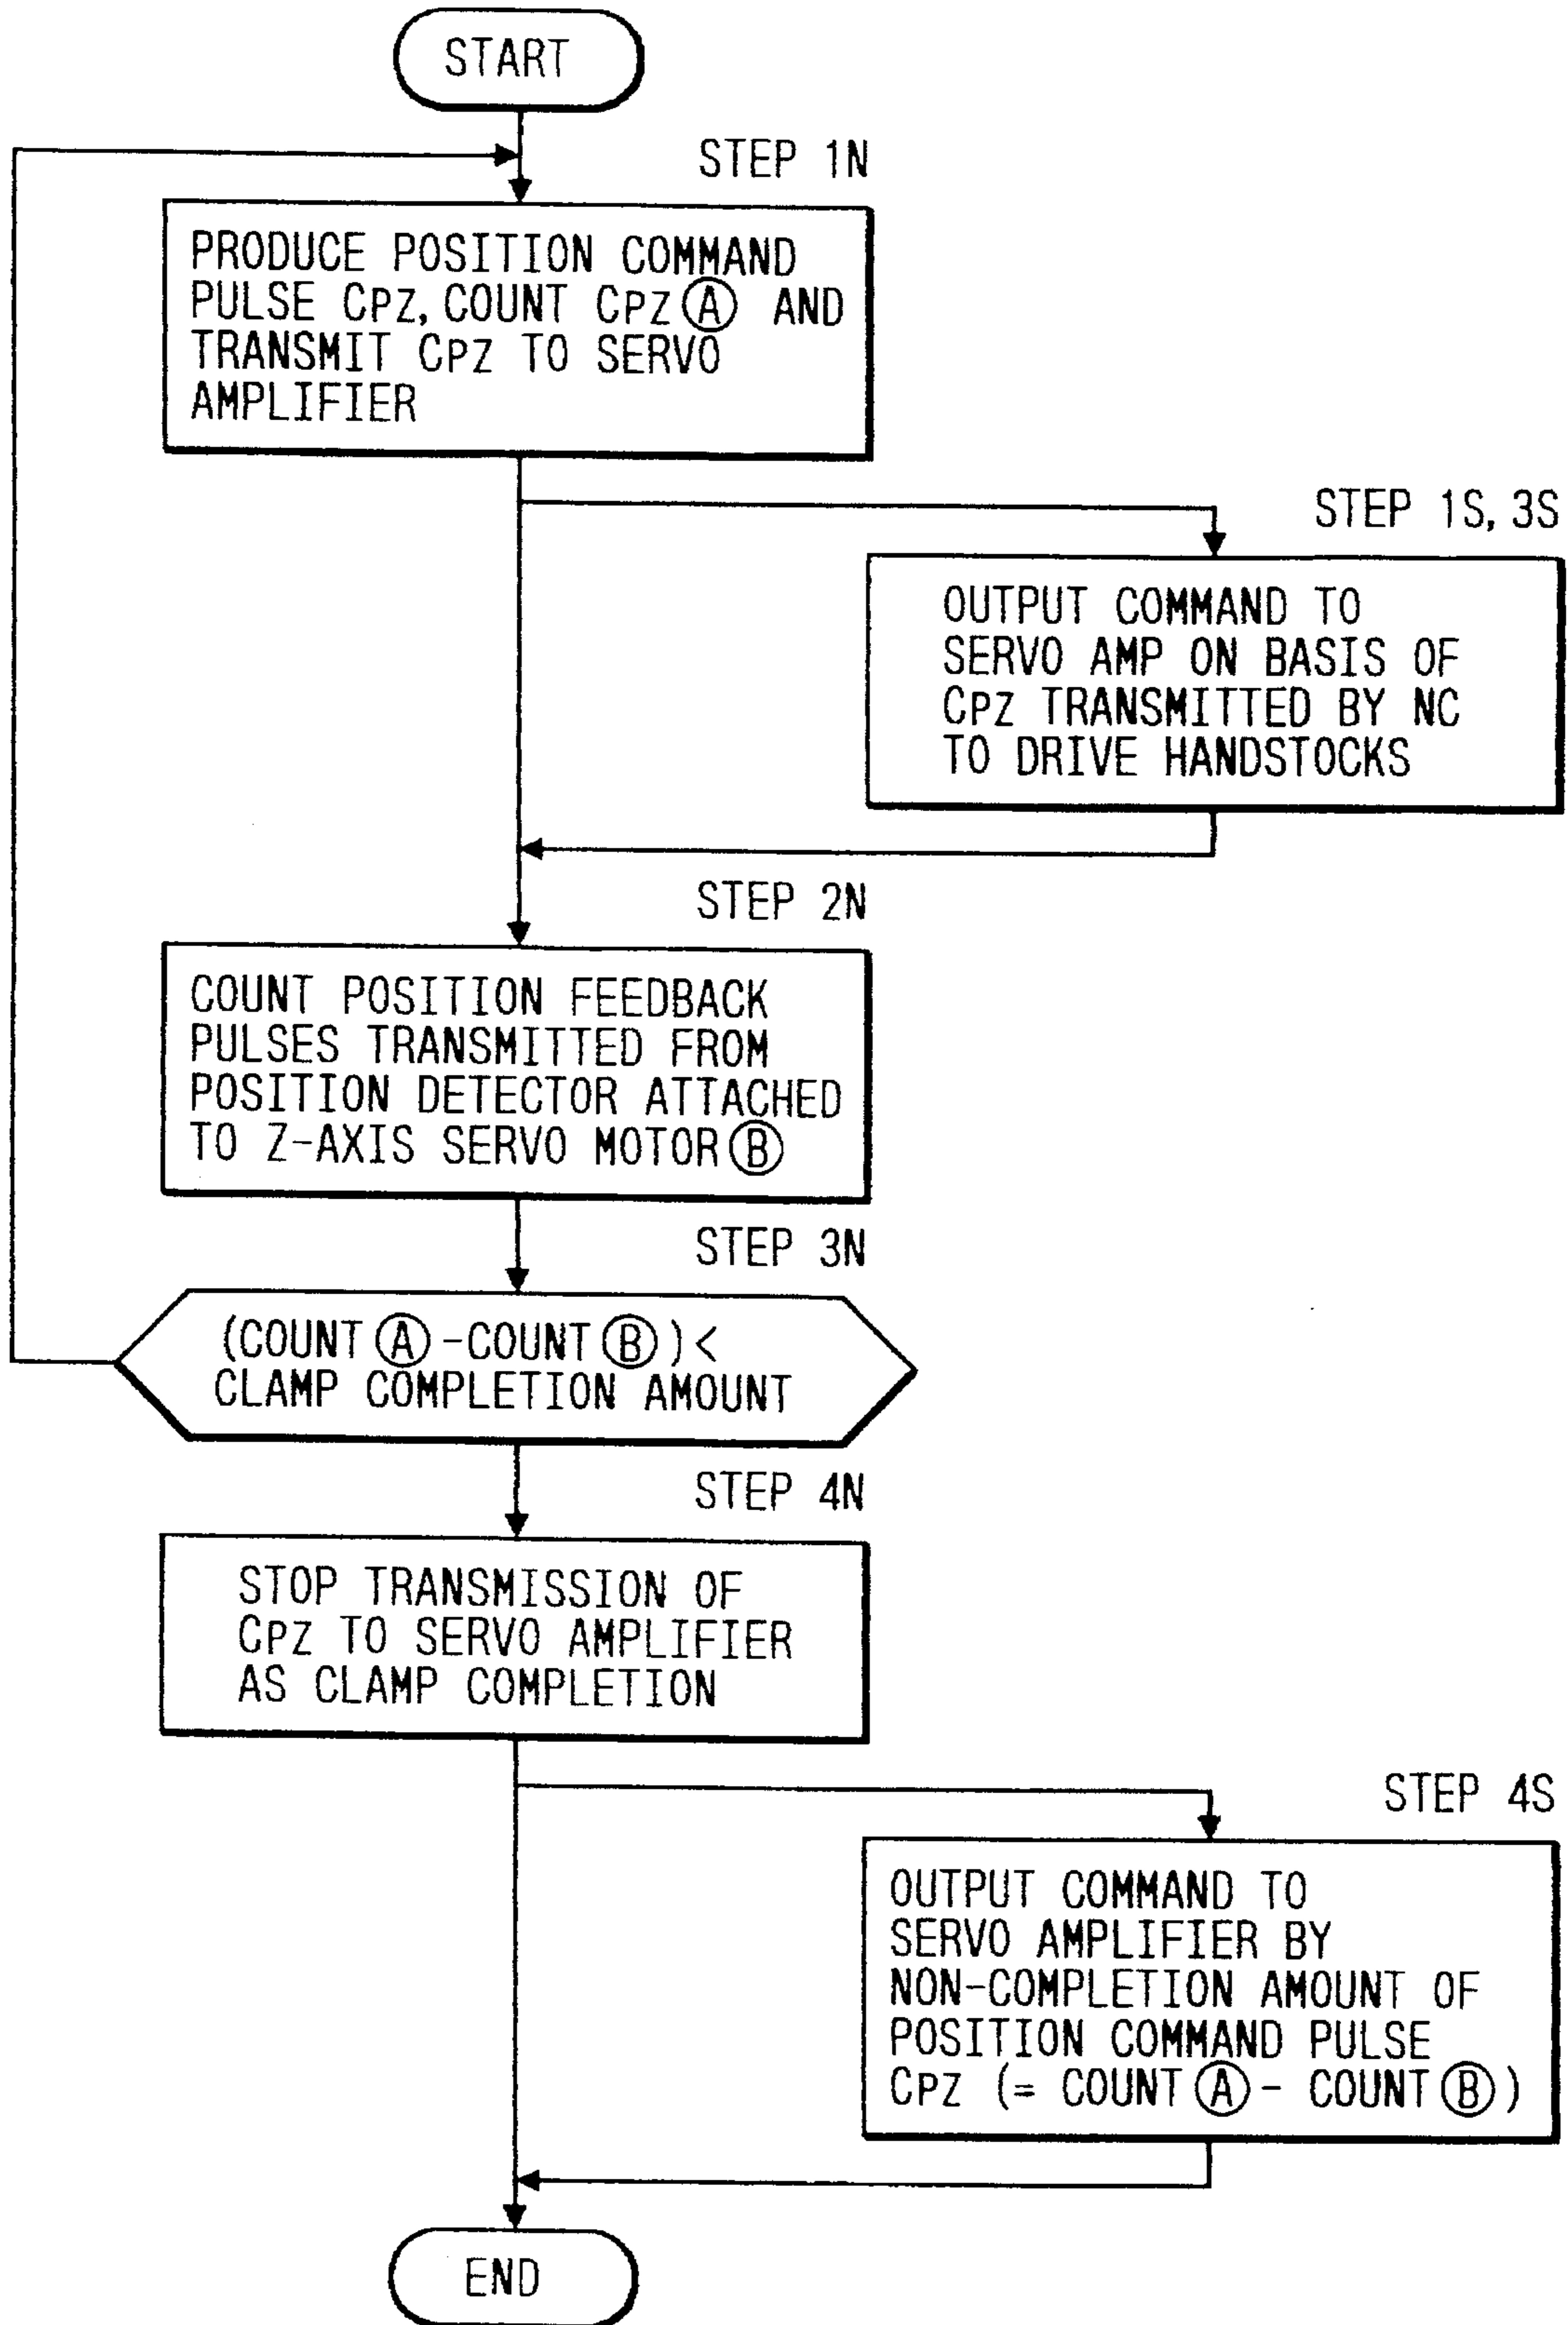 START
STEP 1N
PRODUCE POSITION COMMAND
PULSE CPZ, COUNT CPZ Ⓐ AND
TRANSMIT CPZ TO SERVO
AMPLIFIER
STEP 1S, 3S
OUTPUT COMMAND TO
SERVO AMP ON BASIS OF
CPZ TRANSMITTED BY NC
TO DRIVE HANDSTOCKS
STEP 2N
COUNT POSITION FEEDBACK
PULSES TRANSMITTED FROM
POSITION DETECTOR ATTACHED
TO Z-AXIS SERVO MOTOR Ⓑ
STEP 3N
(COUNT Ⓐ - COUNT Ⓑ) <
CLAMP COMPLETION AMOUNT
STEP 4N
STOP TRANSMISSION OF
CPZ TO SERVO AMPLIFIER
AS CLAMP COMPLETION
STEP 4S
OUTPUT COMMAND TO
SERVO AMPLIFIER BY
NON-COMPLETION AMOUNT OF
POSITION COMMAND PULSE
CPZ (= COUNT Ⓐ - COUNT Ⓑ)
END